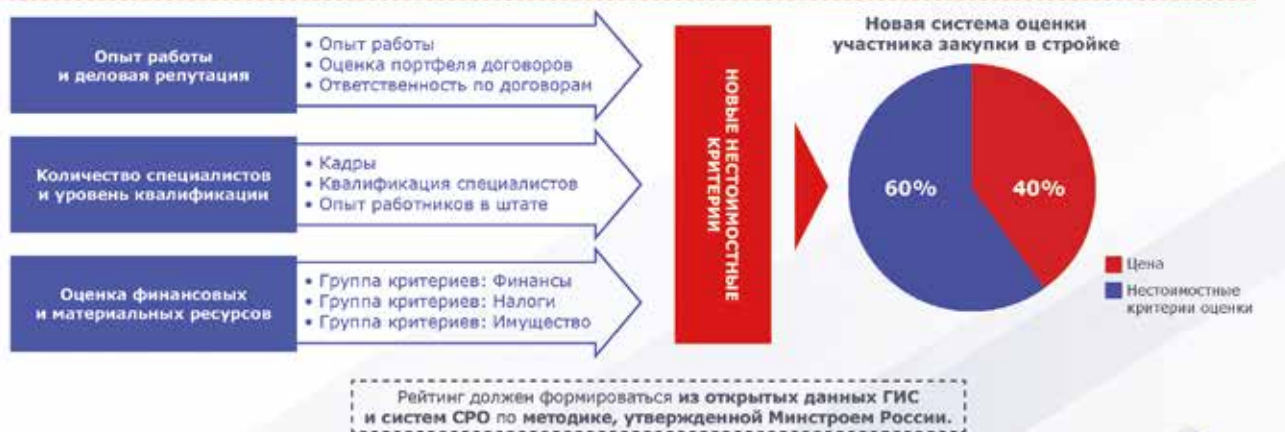 Опыт работы
и деловая репутация
• Опыт работы
• Оценка портфеля договоров
• Ответственность по договорам
Количество специалистов
и уровень квалификации
• Кадры
• Квалификация специалистов
• Опыт работников в штате
Оценка финансовых
и материальных ресурсов
• Группа критериев: Финансы
• Группа критериев: Налоги
• Группа критериев: Имущество
НОВЫЕ НЕСТОИМОСТНЫЕ
КРИТЕРИИ
Новая система оценки
участника закупки в стройке
60%
40%
Цена
Нестоимостные
критерии оценки
Рейтинг должен формироваться из открытых данных ГИС
и систем СРО по методике, утвержденной Минстроем России.